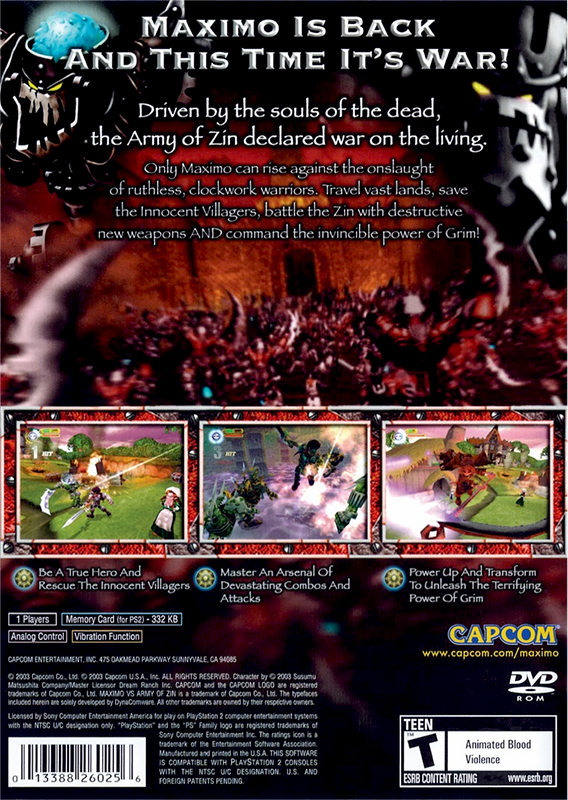 MAXIMO IS BACK
AND THIS TIME IT'S WAR!
Driven by the souls of the dead,
the Army of Zin declared war on the living.
Only Maximo can rise against the onslaught
of ruthless, clockwork warriors. Travel vast lands, save
the Innocent Villagers, battle the Zin with destructive
new weapons AND command the invincible power of Grim!
1 HIT
3 HIT
Be A True Hero And
Rescue The Innocent Villagers
Master An Arsenal Of
Devastating Combos And
Attacks
Power Up And Transform
To Unleash The Terrifying
Power Of Grim
1 Players
Memory Card (for PS2) - 332 KB
Analog Control
Vibration Function
CAPCOM
www.capcom.com/maximo
CAPCOM ENTERTAINMENT, INC. 475 OAKMEAD PARKWAY SUNNYVALE, CA 94085
© 2003 Capcom Co., Ltd. © 2003 Capcom U.S.A., Inc. ALL RIGHTS RESERVED. Character by © 2003 Susumu
Matsushita Company/Master Licensor Dream Ranch Inc. CAPCOM and the CAPCOM LOGO are registered
trademarks of Capcom Co., Ltd. MAXIMO VS ARMY OF ZIN is a trademark of Capcom Co., Ltd. The typefaces
included herein are solely developed by DynaComware. All other trademarks are owned by their respective owners.
Licensed by Sony Computer Entertainment America for play on PlayStation 2 computer entertainment systems
with the NTSC U/C designation only. "PlayStation" and the "PS" Family logo are registered trademarks of
Sony Computer Entertainment Inc. The ratings icon is a
trademark of the Entertainment Software Association.
Manufactured and printed in the U.S.A. THIS SOFTWARE
IS COMPATIBLE WITH PLAYSTATION 2 CONSOLES
WITH THE NTSC U/C DESIGNATION. U.S. AND
FOREIGN PATENTS PENDING.
DVD
ROM
0 13388 26025 6
TEEN
T
Animated Blood
Violence
ESRB CONTENT RATING www.esrb.org